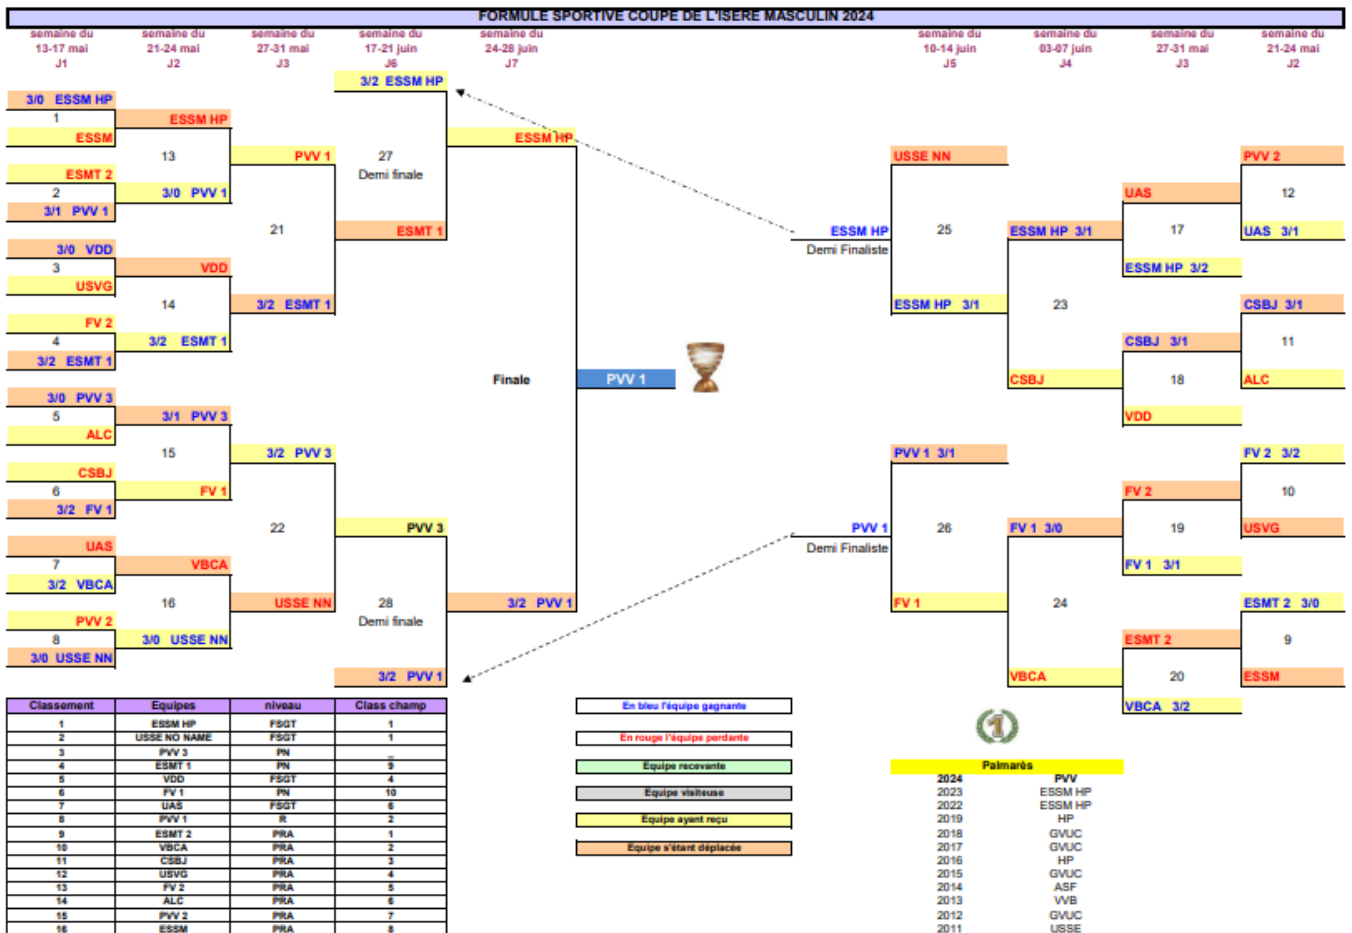 FORMULE SPORTIVE COUPE DE L'ISERE MASCULIN 2024
semaine du semaine du semaine du semaine du semaine du semaine du semaine du semaine du semaine du
13-17 mai 21-24 mai 27-31 mai 17-21 juin 24-28 juin 10-14 juin 03-07 juin 27-31 mai 21-24 mai
J1 J2 J3 J6 J7 J5 J4 J3 J2
3/2 ESSM HP
3/0 ESSM HP
1 ESSM HP
ESSM ESSM HP
13 PVV 1 27 USSE NN PVV 2
ESMT 2 Demi finale
2 3/0 PVV 1 UAS 12
3/1 PVV 1
21 ESMT 1 ESSM HP 25 ESSM HP 3/1 17 UAS 3/1
3/0 VDD Demi Finaliste
3 VDD ESSM HP 3/2
USVG
14 3/2 ESMT 1 ESSM HP 3/1 23 CSBJ 3/1
FV 2
4 3/2 ESMT 1 CSBJ 3/1 11
3/2 ESMT 1
Finale PVV 1 CSBJ 18 ALC
3/0 PVV 3
5 3/1 PVV 3 VDD
ALC
15 3/2 PVV 3 PVV 1 3/1 FV 2 3/2
CSBJ
6 FV 1 FV 2 10
3/2 FV 1
22 PVV 3 PVV 1 26 FV 1 3/0 19 USVG
UAS Demi Finaliste
7 VBCA FV 1 3/1
3/2 VBCA
16 USSE NN 28 3/2 PVV 1 FV 1 24 ESMT 2 3/0
PVV 2 Demi finale
8 3/0 USSE NN ESMT 2 9
3/0 USSE NN
3/2 PVV 1 VBCA 20 ESSM
VBCA 3/2
Classement Equipes niveau Class champ
1 ESSM HP FSGT 1
2 USSE NO NAME FSGT 1
3 PVV 3 PN _
4 ESMT 1 PN 9
5 VDD FSGT 4
6 FV 1 PN 10
7 UAS FSGT 6
8 PVV 1 R 2
9 ESMT 2 PRA 1
10 VBCA PRA 2
11 CSBJ PRA 3
12 USVG PRA 4
13 FV 2 PRA 5
14 ALC PRA 6
15 PVV 2 PRA 7
16 ESSM PRA 8
En bleu l'équipe gagnante
En rouge l'équipe perdante
Equipe recevante
Equipe visiteuse
Equipe ayant reçu
Equipe s'étant déplacée
1
Palmarès
2024 PVV
2023 ESSM HP
2022 ESSM HP
2019 HP
2018 GVUC
2017 GVUC
2016 HP
2015 GVUC
2014 ASF
2013 VVB
2012 GVUC
2011 USSE